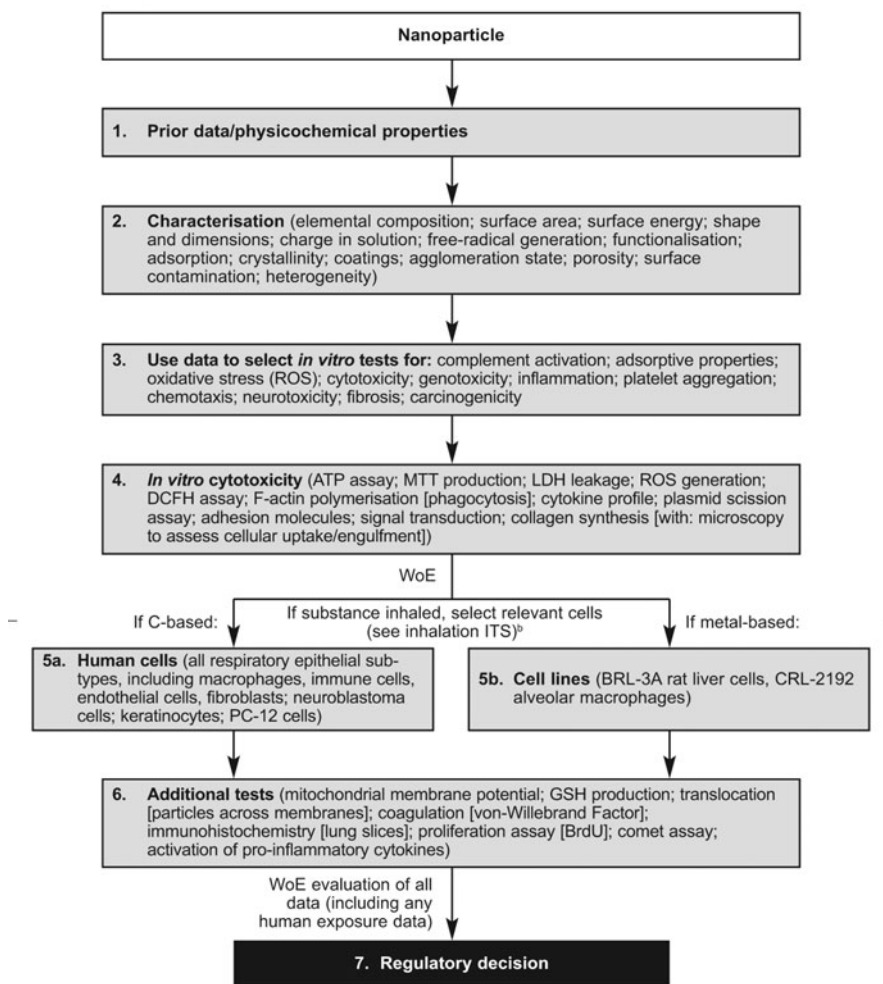 Nanoparticle
1. Prior data/physicochemical properties
2. Characterisation (elemental composition; surface area; surface energy; shape
and dimensions; charge in solution; free-radical generation; functionalisation;
adsorption; crystallinity; coatings; agglomeration state; porosity; surface
contamination; heterogeneity)
3. Use data to select in vitro tests for: complement activation; adsorptive properties;
oxidative stress (ROS); cytotoxicity; genotoxicity; inflammation; platelet aggregation;
chemotaxis; neurotoxicity; fibrosis; carcinogenicity
4. In vitro cytotoxicity (ATP assay; MTT production; LDH leakage; ROS generation;
DCFH assay; F-actin polymerisation [phagocytosis]; cytokine profile; plasmid scission
assay; adhesion molecules; signal transduction; collagen synthesis [with: microscopy
to assess cellular uptake/engulfment])
WoE
If C-based:
If substance inhaled, select relevant cells
(see inhalation ITS)ᵇ
If metal-based:
5a. Human cells (all respiratory epithelial sub-
types, including macrophages, immune cells,
endothelial cells, fibroblasts; neuroblastoma
cells; keratinocytes; PC-12 cells)
5b. Cell lines (BRL-3A rat liver cells, CRL-2192
alveolar macrophages)
6. Additional tests (mitochondrial membrane potential; GSH production; translocation
[particles across membranes]; coagulation [von-Willebrand Factor];
immunohistochemistry [lung slices]; proliferation assay [BrdU]; comet assay;
activation of pro-inflammatory cytokines)
WoE evaluation of all
data (including any
human exposure data)
7. Regulatory decision